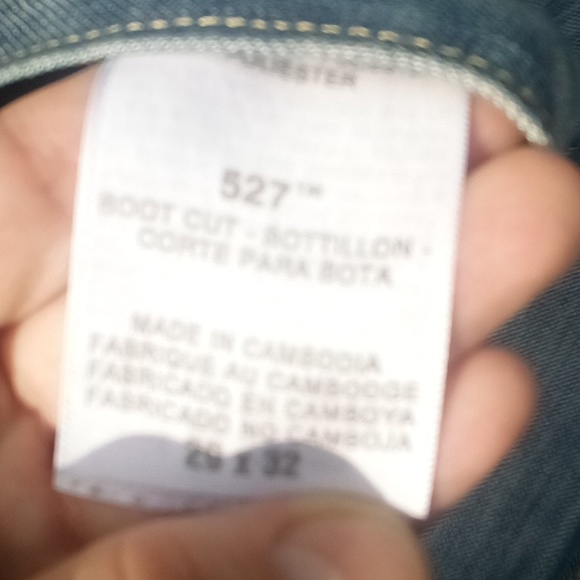 527™
BOOT CUT - BOTTILLON -
CORTE PARA BOTA
MADE IN CAMBODIA
FABRIQUE AU CAMBODGE
FABRICADO EN CAMBOYA
FABRICADO NO CAMBOJA
29 X 32